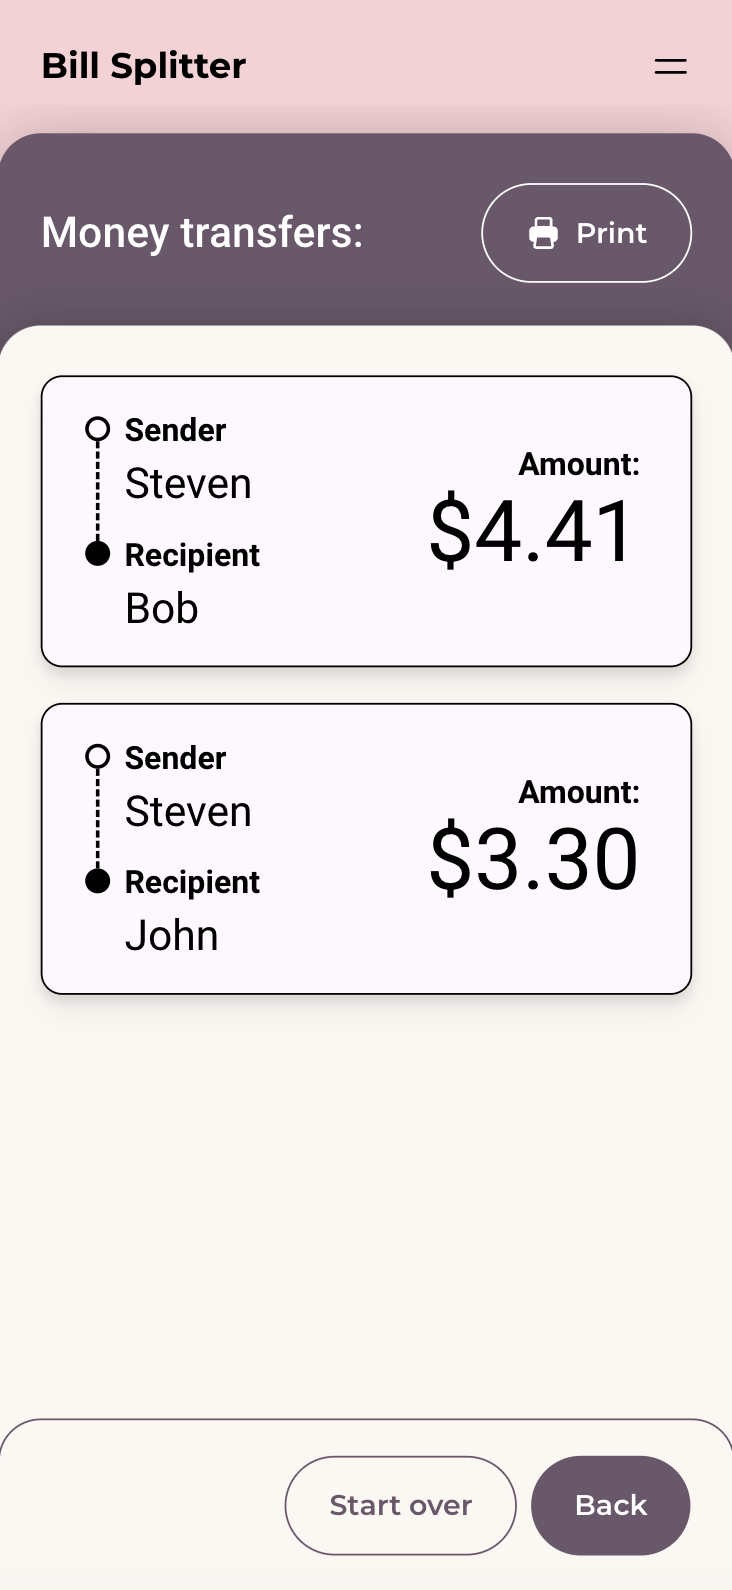 Bill Splitter
Money transfers:
Print
Sender
Steven
Recipient
Bob
Amount:
$4.41
Sender
Steven
Recipient
John
Amount:
$3.30
Start over
Back